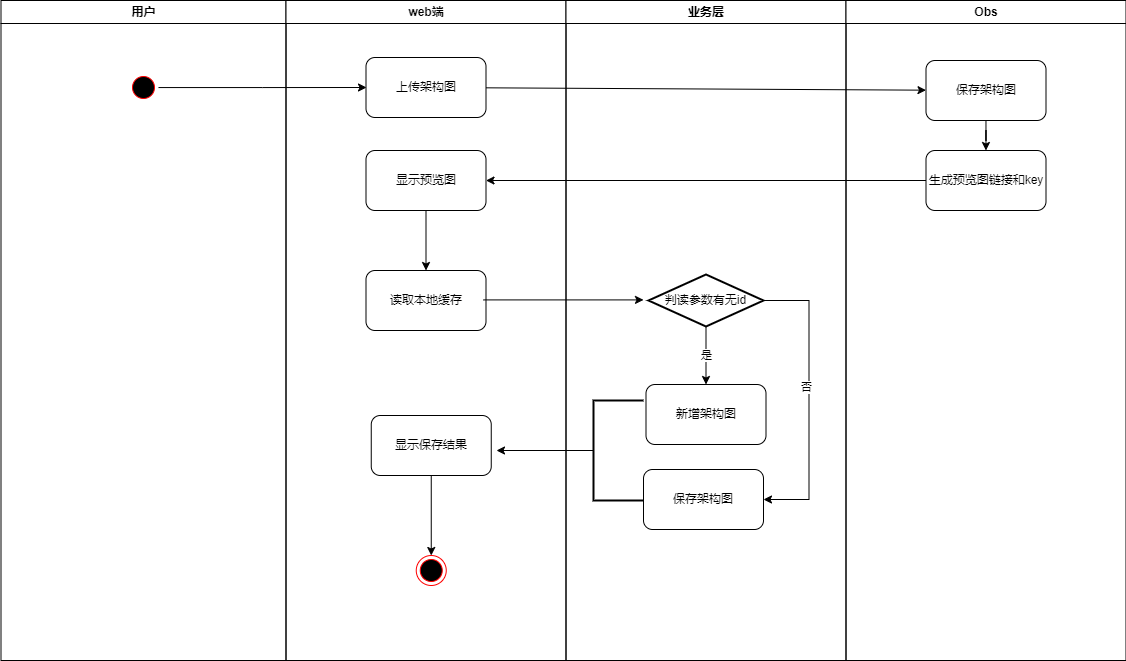 用户
web端
业务层
Obs
上传架构图
保存架构图
显示预览图
生成预览图链接和key
读取本地缓存
判读参数有无id
是
否
新增架构图
显示保存结果
保存架构图